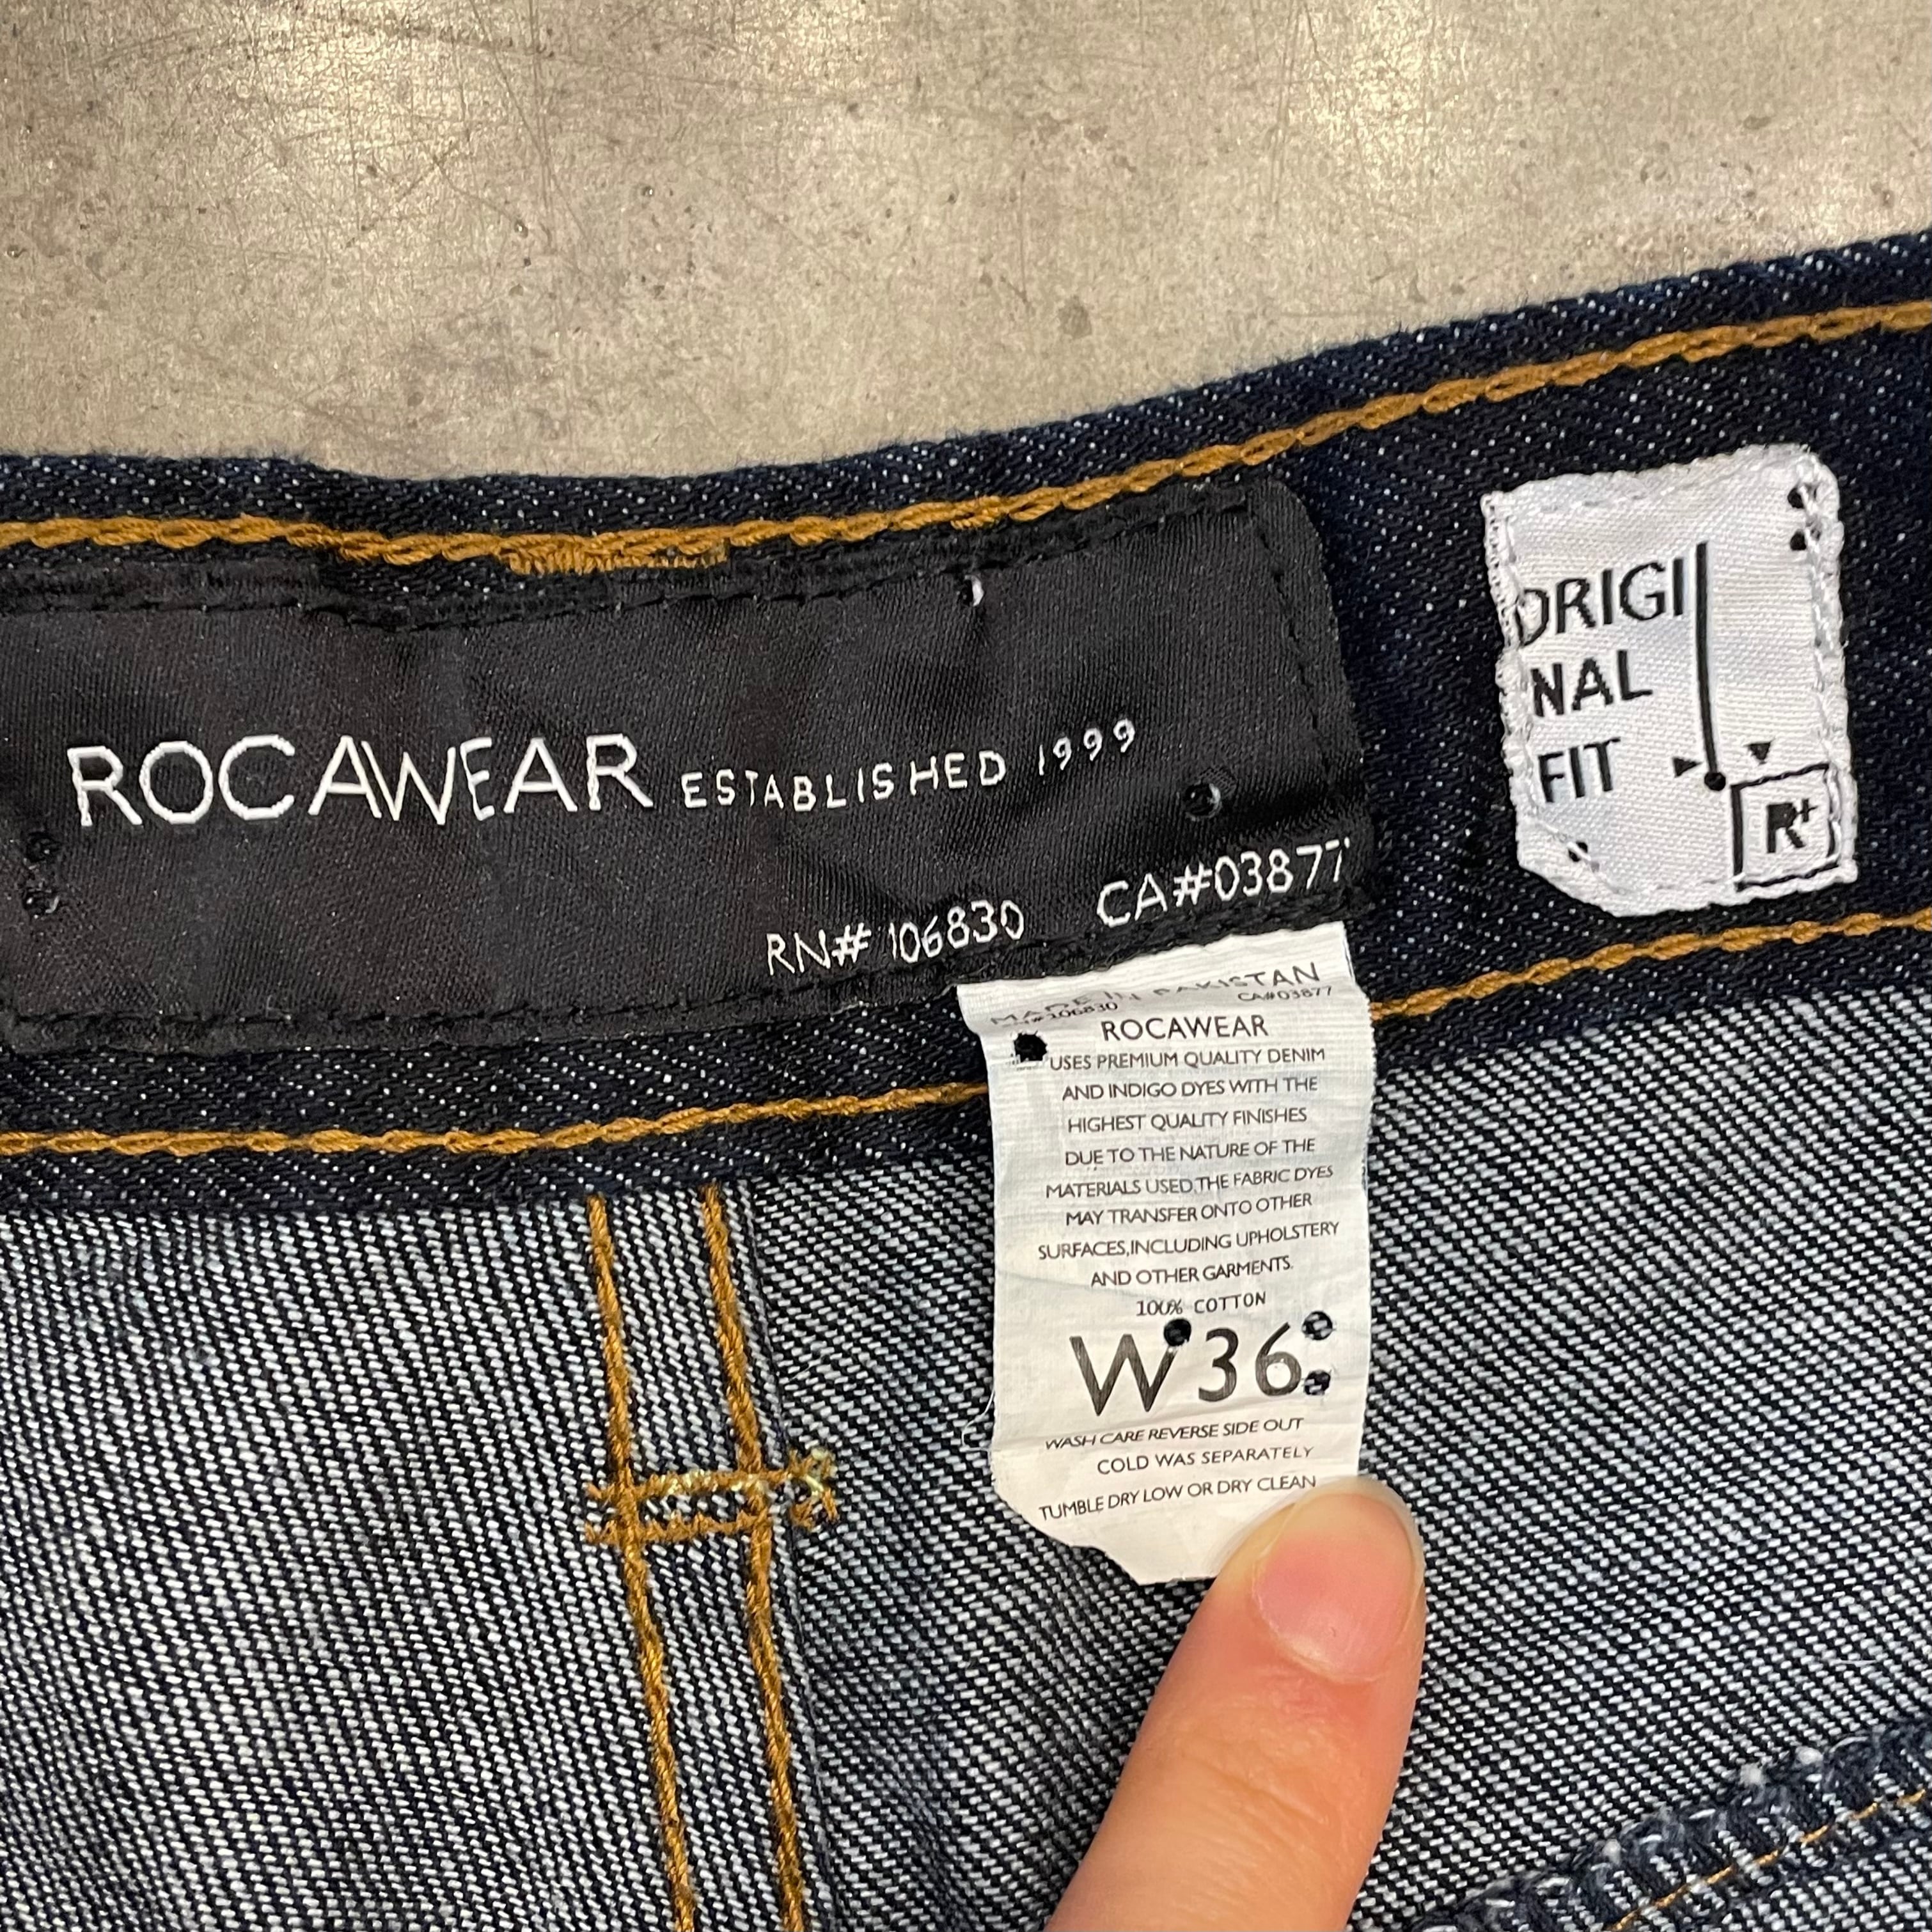 ROCAWEAR ESTABLISHED 1999
RN# 106830 CA#03877
ORIGI
NAL
FIT
R+
MADE IN PAKISTAN
#106830 CA#03877
ROCAWEAR
USES PREMIUM QUALITY DENIM
AND INDIGO DYES WITH THE
HIGHEST QUALITY FINISHES
DUE TO THE NATURE OF THE
MATERIALS USED,THE FABRIC DYES
MAY TRANSFER ONTO OTHER
SURFACES,INCLUDING UPHOLSTERY
AND OTHER GARMENTS.
100% COTTON
W36
WASH CARE REVERSE SIDE OUT
COLD WAS SEPARATELY
TUMBLE DRY LOW OR DRY CLEAN